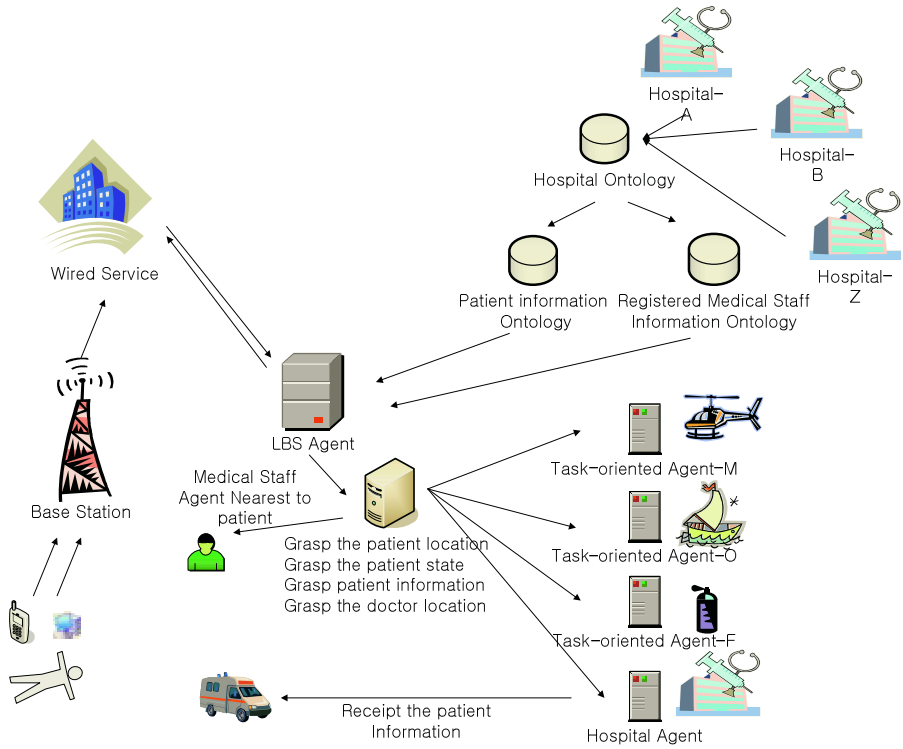 Hospital-
A
Hospital-
B
Hospital Ontology
Hospital-
Z
Wired Service
Patient information
Ontology
Registered Medical Staff
Information Ontology
LBS Agent
Task-oriented Agent-M
Medical Staff
Agent Nearest to
patient
Base Station
Grasp the patient location
Grasp the patient state
Grasp patient information
Grasp the doctor location
Task-oriented Agent-O
Task-oriented Agent-F
Receipt the patient
Information
Hospital Agent